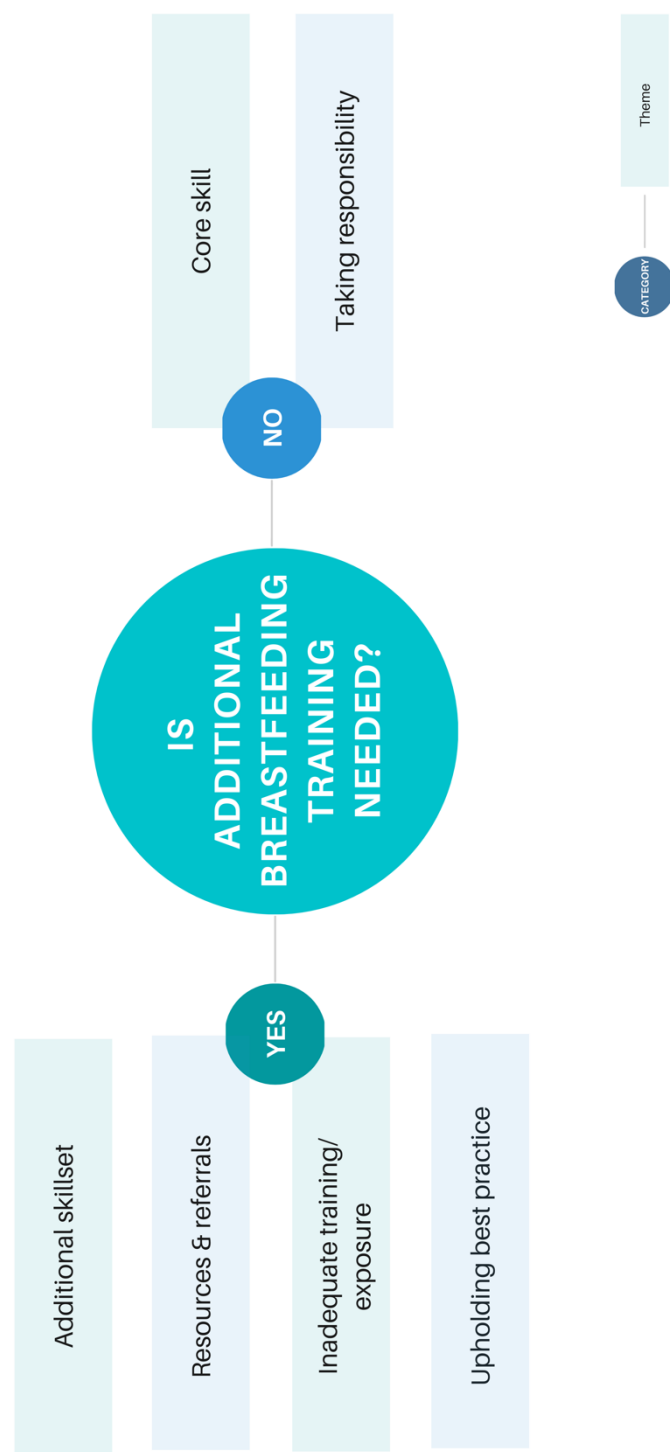 Additional skillset
Resources & referrals
Inadequate training/
exposure
Upholding best practice
YES
IS
ADDITIONAL
BREASTFEEDING
TRAINING
NEEDED?
NO
Core skill
Taking responsibility
CATEGORY
Theme